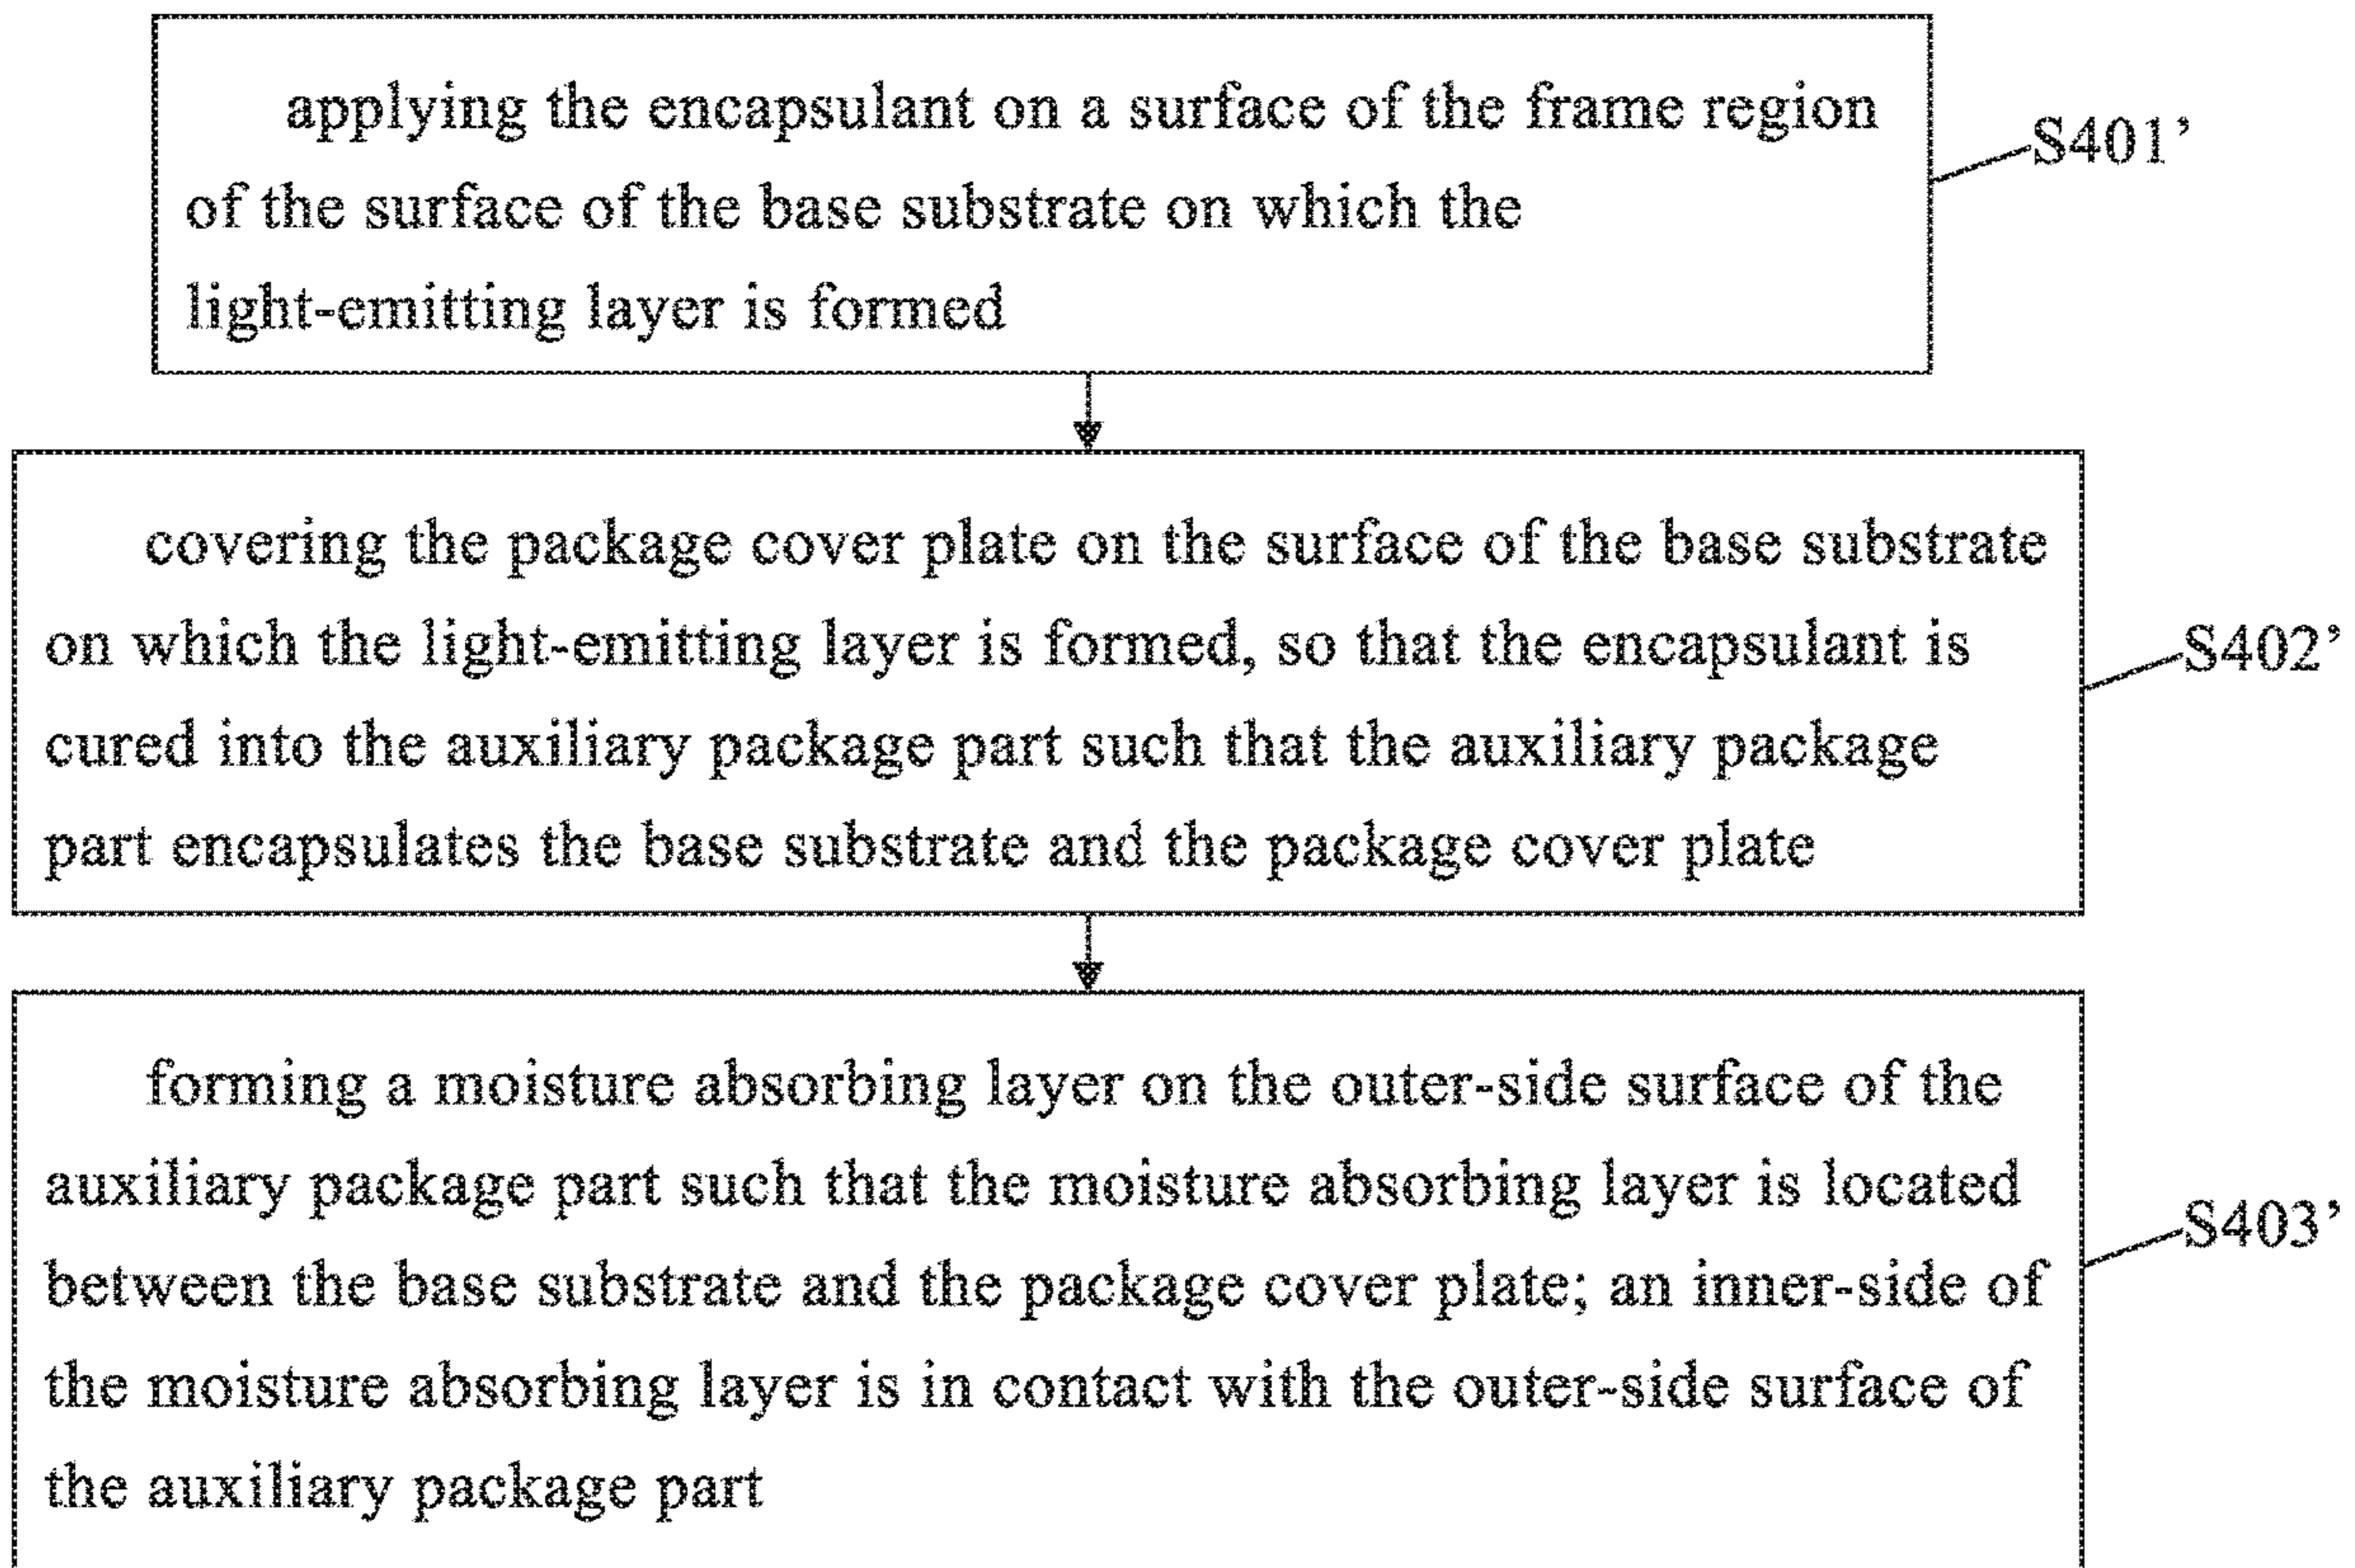 applying the encapsulant on a surface of the frame region
of the surface of the base substrate on which the
light-emitting layer is formed
S401’
covering the package cover plate on the surface of the base substrate
on which the light-emitting layer is formed, so that the encapsulant is
cured into the auxiliary package part such that the auxiliary package
part encapsulates the base substrate and the package cover plate
S402’
forming a moisture absorbing layer on the outer-side surface of the
auxiliary package part such that the moisture absorbing layer is located
between the base substrate and the package cover plate; an inner-side of
the moisture absorbing layer is in contact with the outer-side surface of
the auxiliary package part
S403’